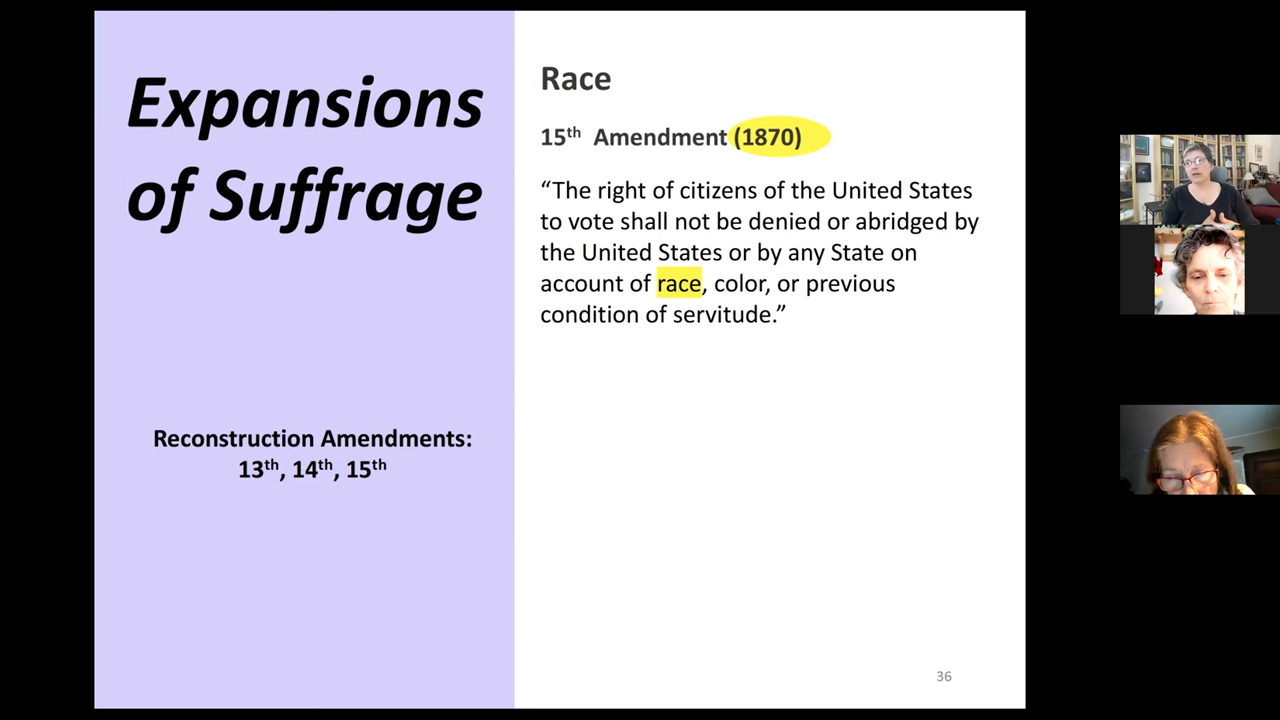 Expansions
of Suffrage
Reconstruction Amendments:
13th, 14th, 15th
Race
15th Amendment (1870)
“The right of citizens of the United States
to vote shall not be denied or abridged by
the United States or by any State on
account of race, color, or previous
condition of servitude.”
36